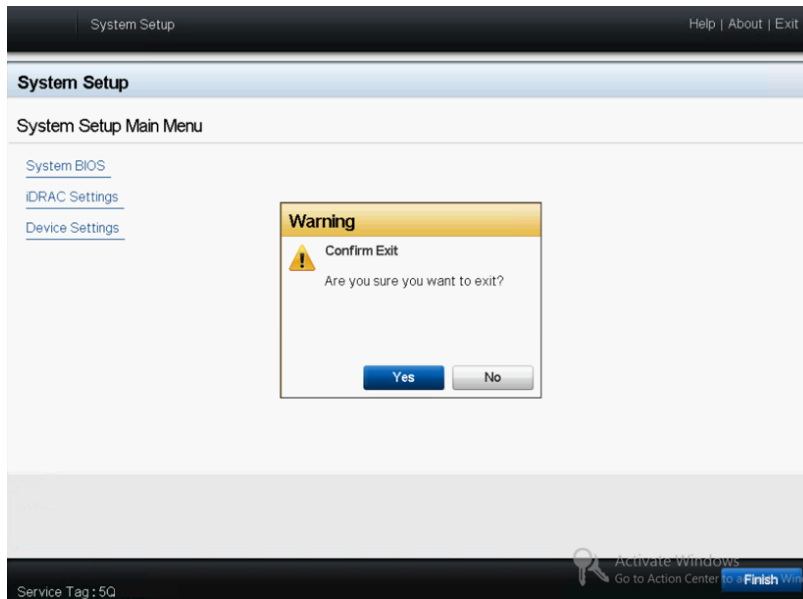 System Setup
Help | About | Exit
System Setup
System Setup Main Menu
System BIOS
iDRAC Settings
Device Settings
Warning
Confirm Exit
Are you sure you want to exit?
Yes
No
Activate Windows
Go to Action Center to a
Finish
Win
Service Tag : 5Q